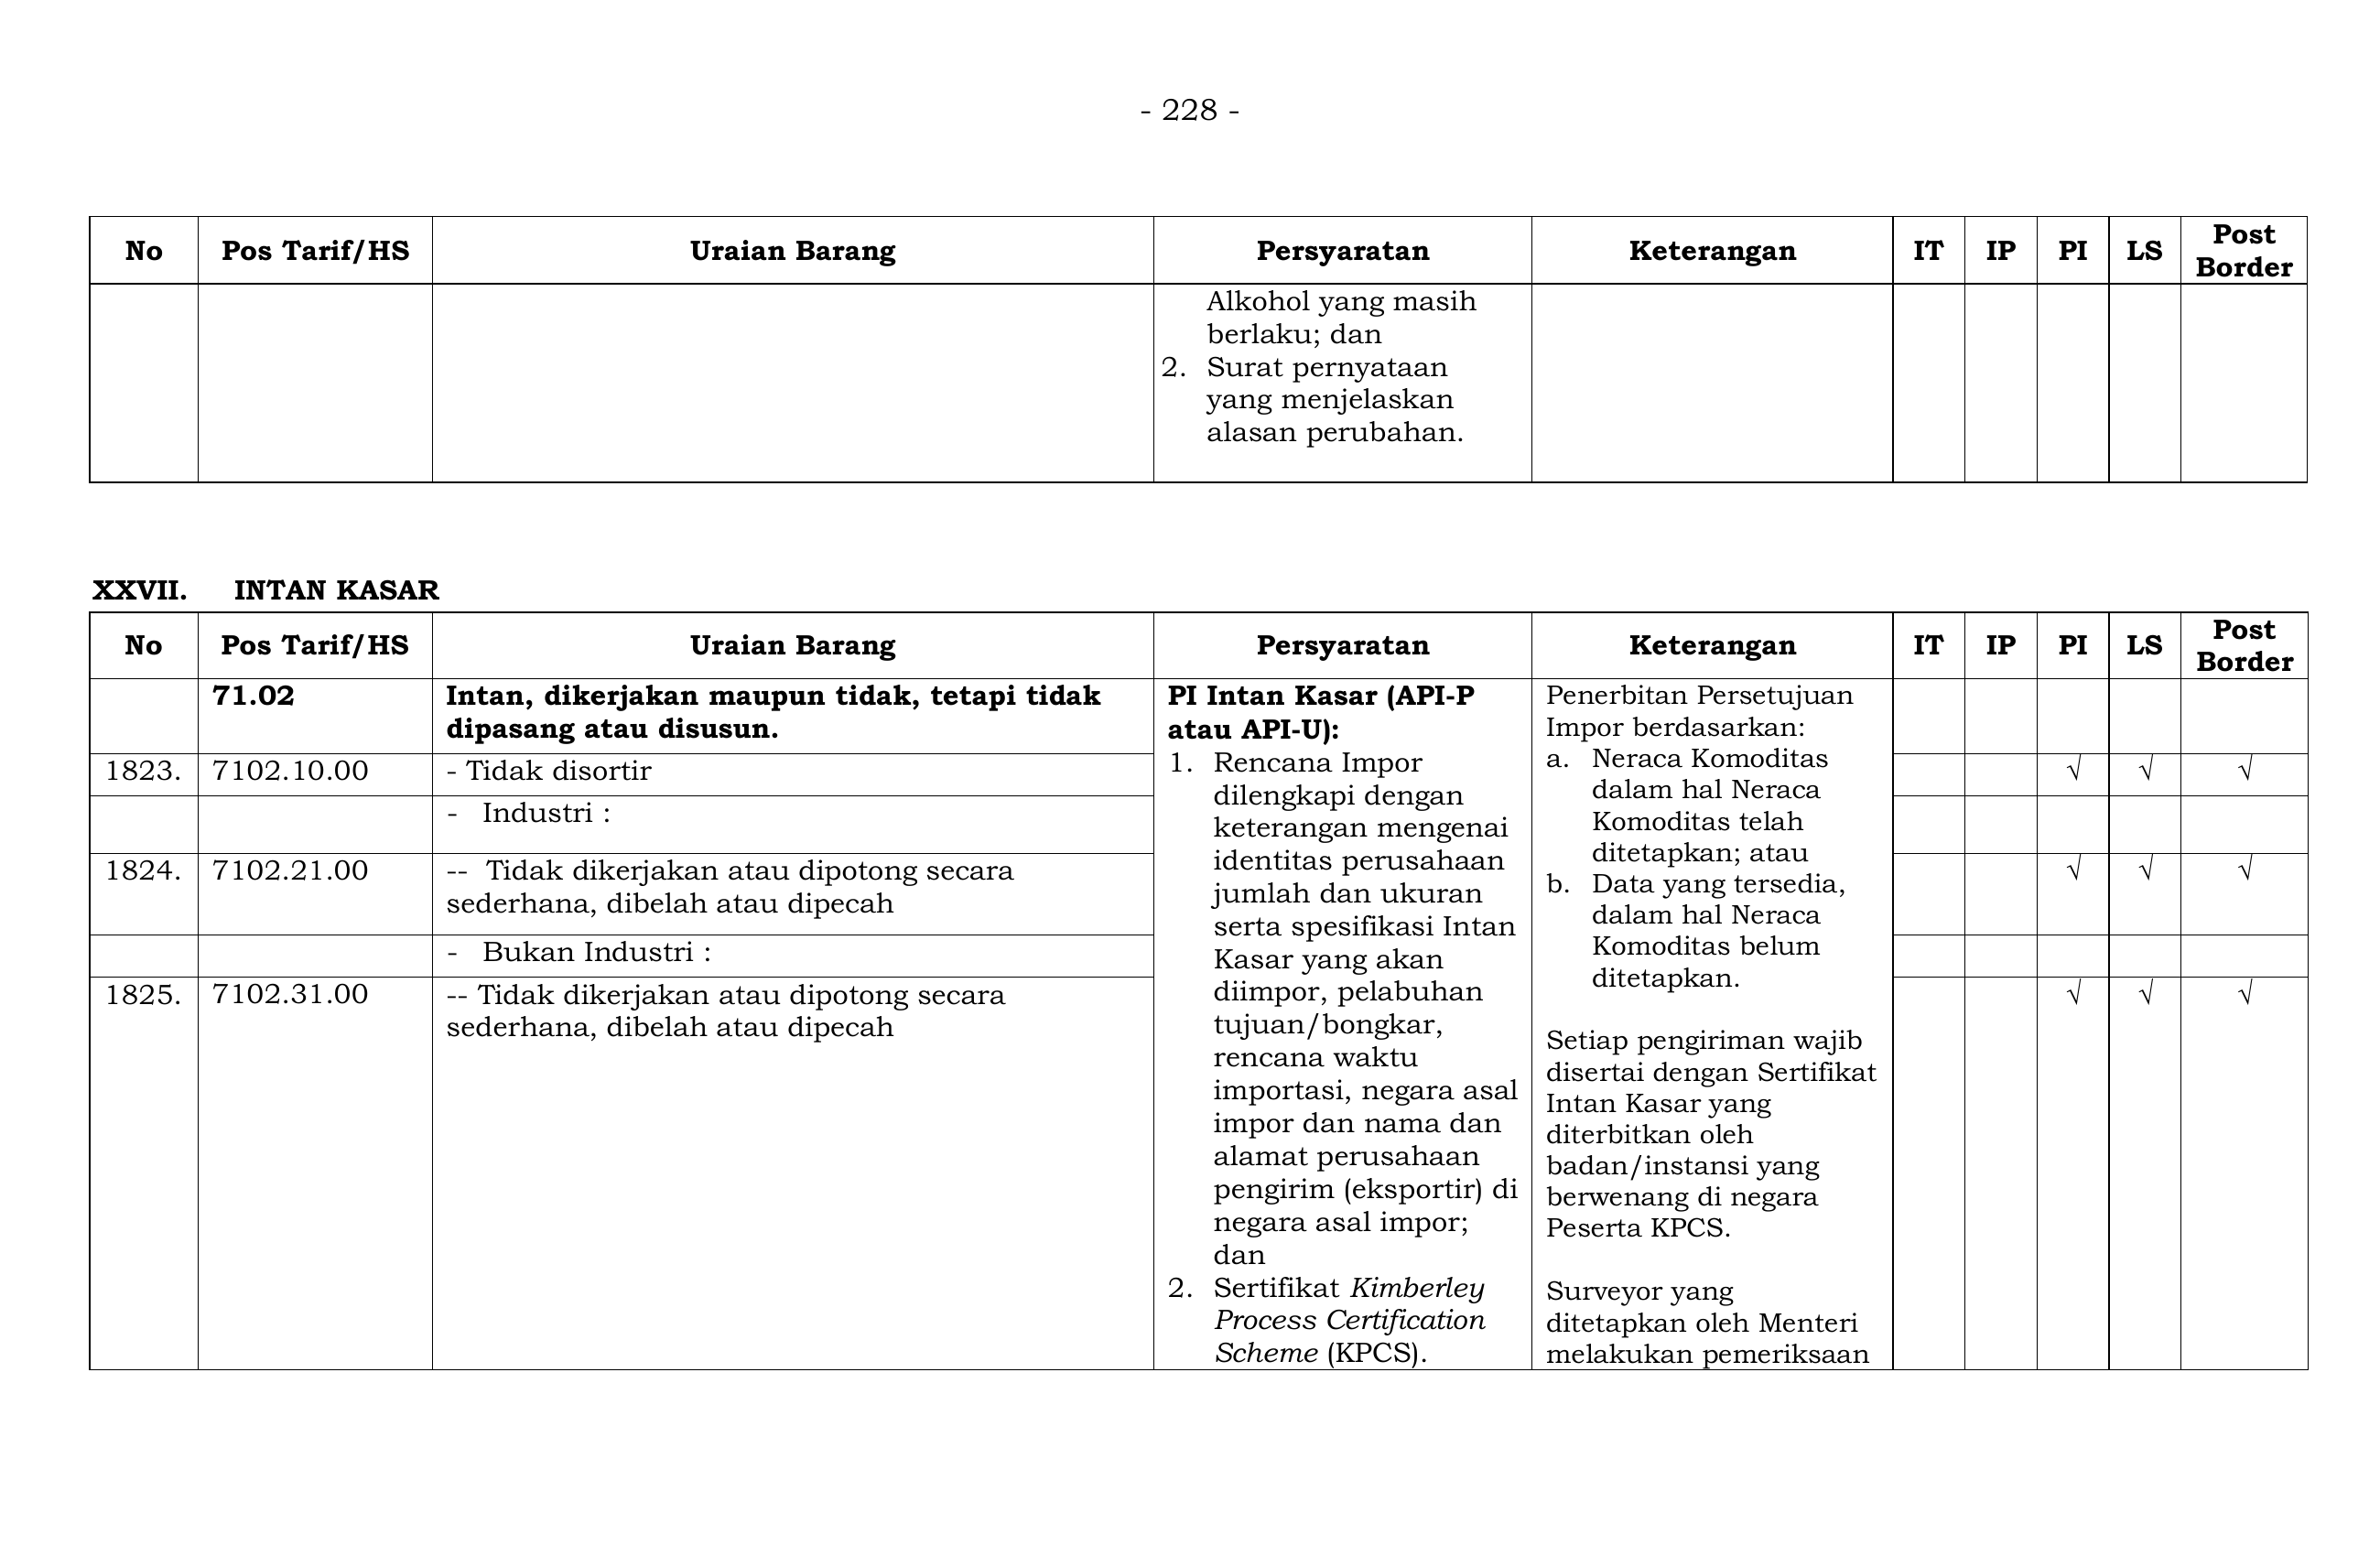 - 228 -
No Pos Tarif/HS Uraian Barang Persyaratan Keterangan IT IP PI LS Post Border
Alkohol yang masih
berlaku; dan
2. Surat pernyataan
yang menjelaskan
alasan perubahan.
XXVII. INTAN KASAR
No Pos Tarif/HS Uraian Barang Persyaratan Keterangan IT IP PI LS Post Border
71.02
Intan, dikerjakan maupun tidak, tetapi tidak
dipasang atau disusun.
1823. 7102.10.00 - Tidak disortir √ √ √
- Industri :
1824. 7102.21.00 -- Tidak dikerjakan atau dipotong secara
sederhana, dibelah atau dipecah √ √ √
- Bukan Industri :
1825. 7102.31.00 -- Tidak dikerjakan atau dipotong secara
sederhana, dibelah atau dipecah √ √ √
PI Intan Kasar (API-P
atau API-U):
1. Rencana Impor
dilengkapi dengan
keterangan mengenai
identitas perusahaan
jumlah dan ukuran
serta spesifikasi Intan
Kasar yang akan
diimpor, pelabuhan
tujuan/bongkar,
rencana waktu
importasi, negara asal
impor dan nama dan
alamat perusahaan
pengirim (eksportir) di
negara asal impor;
dan
2. Sertifikat Kimberley
Process Certification
Scheme (KPCS).
Penerbitan Persetujuan
Impor berdasarkan:
a. Neraca Komoditas
dalam hal Neraca
Komoditas telah
ditetapkan; atau
b. Data yang tersedia,
dalam hal Neraca
Komoditas belum
ditetapkan.
Setiap pengiriman wajib
disertai dengan Sertifikat
Intan Kasar yang
diterbitkan oleh
badan/instansi yang
berwenang di negara
Peserta KPCS.
Surveyor yang
ditetapkan oleh Menteri
melakukan pemeriksaan